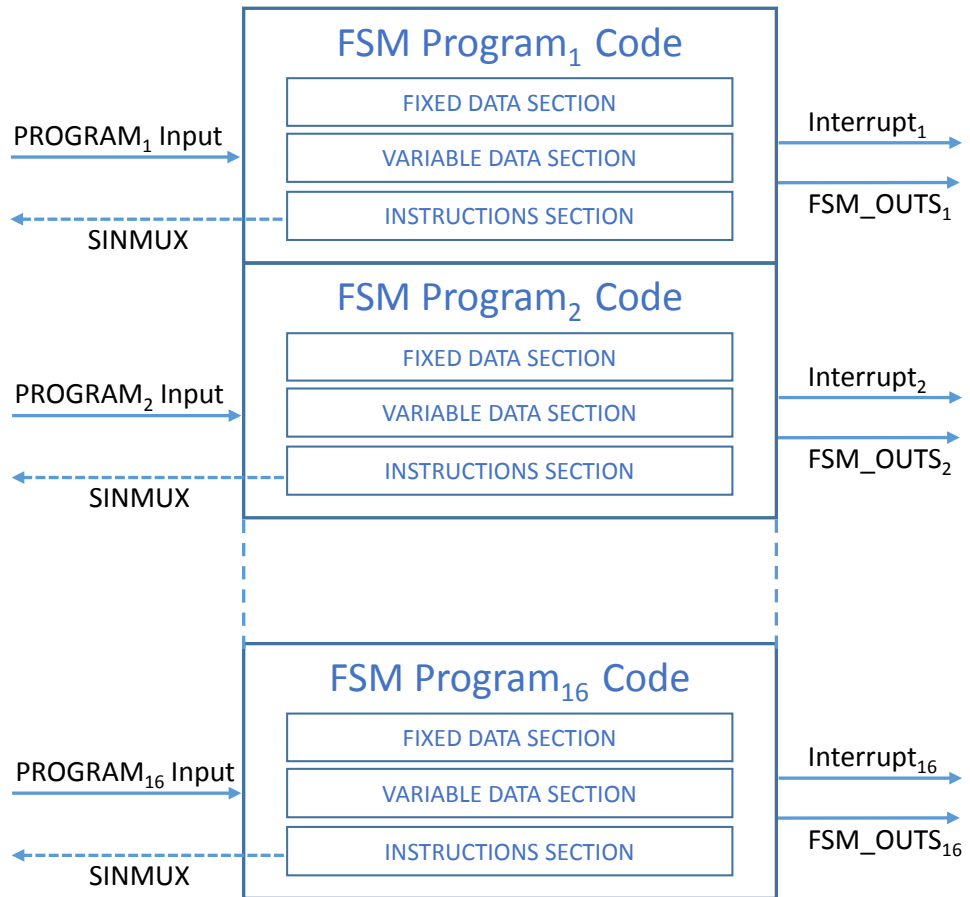 FSM Program₁ Code
FIXED DATA SECTION
PROGRAM₁ Input
VARIABLE DATA SECTION
Interrupt₁
INSTRUCTIONS SECTION
FSM_OUTS₁
SINMUX
FSM Program₂ Code
FIXED DATA SECTION
PROGRAM₂ Input
VARIABLE DATA SECTION
Interrupt₂
INSTRUCTIONS SECTION
FSM_OUTS₂
SINMUX
FSM Program₁₆ Code
FIXED DATA SECTION
PROGRAM₁₆ Input
VARIABLE DATA SECTION
Interrupt₁₆
INSTRUCTIONS SECTION
FSM_OUTS₁₆
SINMUX